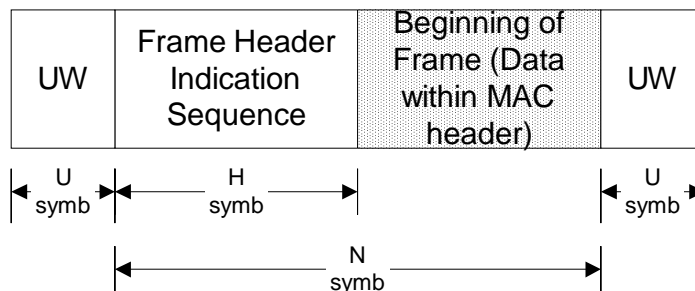 UW
Frame Header
Indication
Sequence
Beginning of
Frame (Data
within MAC
header)
UW
U
symb
H
symb
U
symb
N
symb